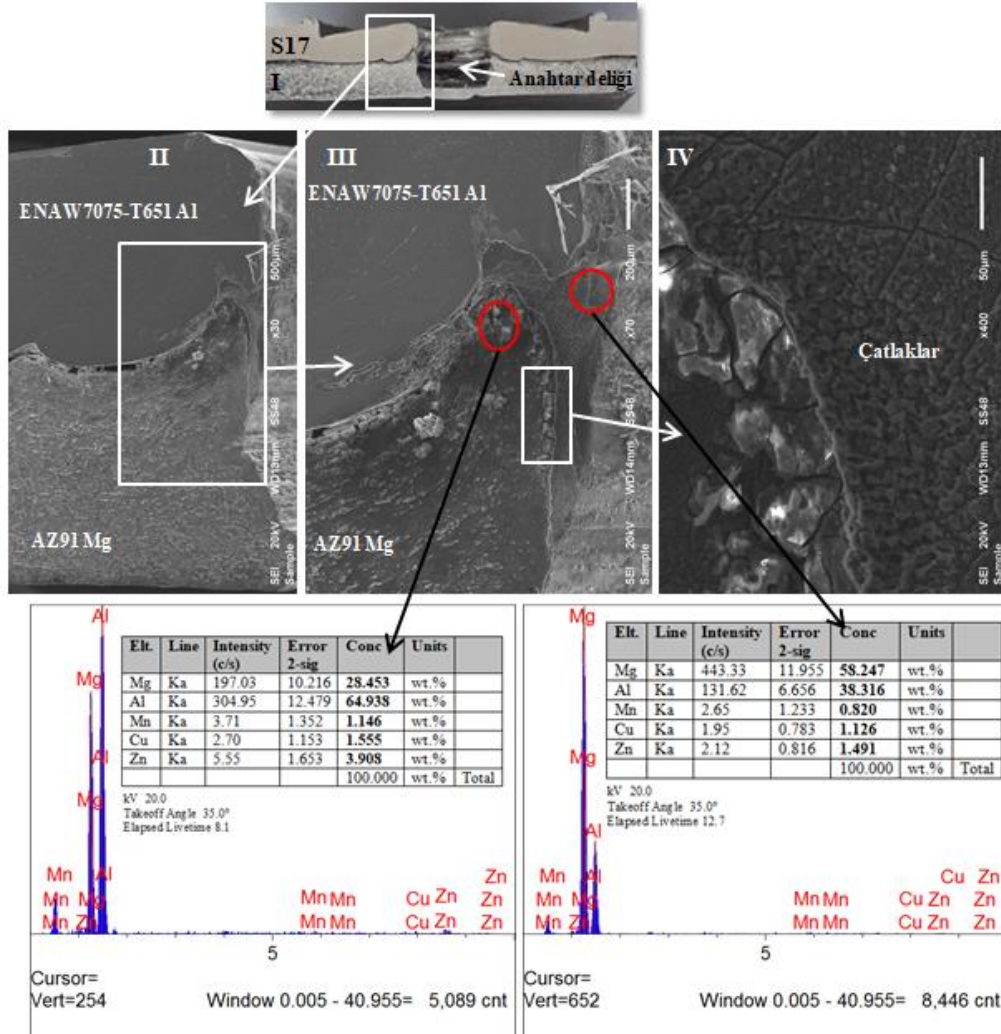 S17
I
Anahtar deliği
II
ENAW7075-T651 Al
AZ91 Mg
SEI 20kV WD13mm SS48 x30 500µm
Sample
III
ENAW7075-T651 Al
AZ91 Mg
SEI 20kV WD14mm SS48 x70 200µm
Sample
IV
Çatlaklar
SEI 20kV WD13mm SS48 x400 50µm
Sample
Al
Mg
Al
Mg
Mn Al
Mn Mg
Mn Zn
Mn Mn
Mn Mn
Zn
Cu Zn Zn
Cu Zn Zn
5
Elt. Line Intensity (c/s) Error 2-sig Conc Units
Mg Ka 197.03 10.216 28.453 wt.%
Al Ka 304.95 12.479 64.938 wt.%
Mn Ka 3.71 1.352 1.146 wt.%
Cu Ka 2.70 1.153 1.555 wt.%
Zn Ka 5.55 1.653 3.908 wt.%
100.000 wt.% Total
kV 20.0
Takeoff Angle 35.0°
Elapsed Livetime 8.1
Cursor=
Vert=254 Window 0.005 - 40.955= 5,089 cnt
Mg
Mg
Al
Mn Al
Mn Mg
Mn Zn
Mn Mn
Mn Mn
Cu Zn
Cu Zn Zn
Cu Zn Zn
5
Elt. Line Intensity (c/s) Error 2-sig Conc Units
Mg Ka 443.33 11.955 58.247 wt.%
Al Ka 131.62 6.656 38.316 wt.%
Mn Ka 2.65 1.233 0.820 wt.%
Cu Ka 1.95 0.783 1.126 wt.%
Zn Ka 2.12 0.816 1.491 wt.%
100.000 wt.% Total
kV 20.0
Takeoff Angle 35.0°
Elapsed Livetime 12.7
Cursor=
Vert=652 Window 0.005 - 40.955= 8,446 cnt